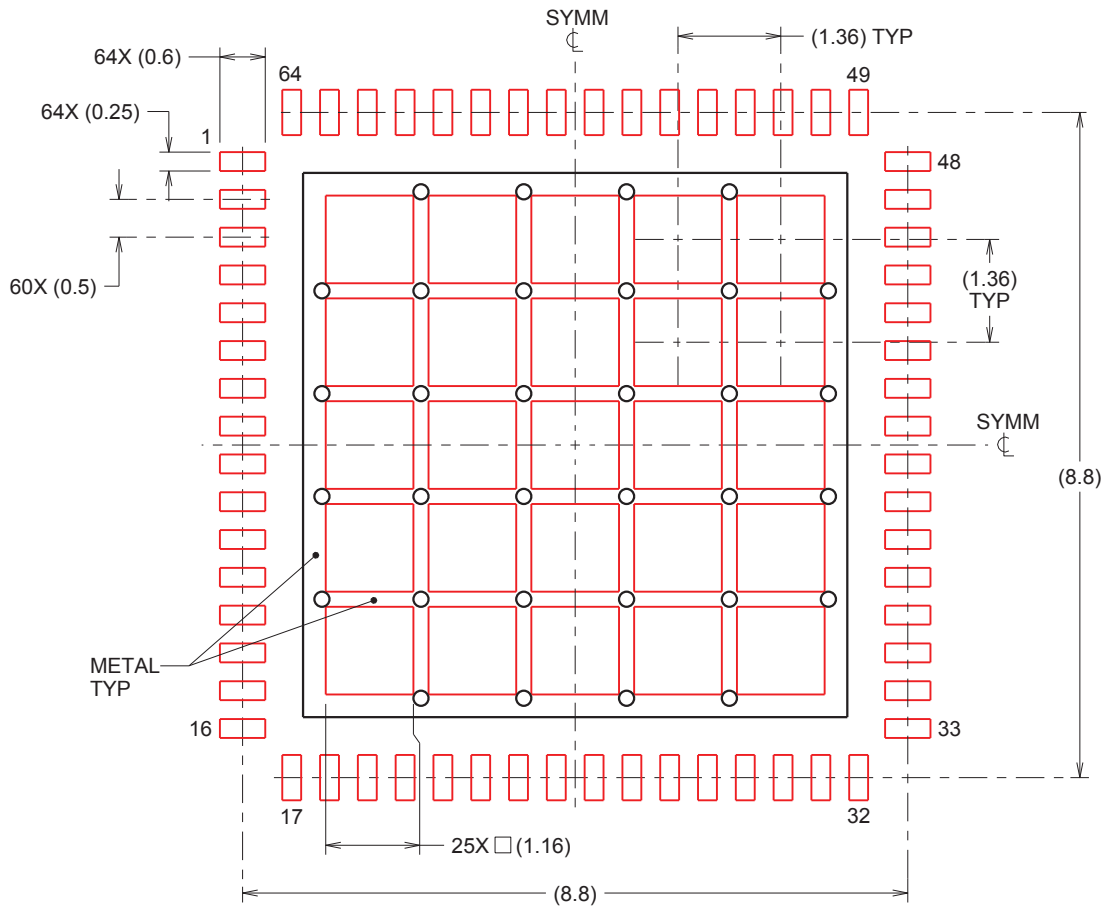 SYMM
℄
(1.36) TYP
64X (0.6)
64
49
64X (0.25)
1
48
60X (0.5)
(1.36)
TYP
SYMM
℄
(8.8)
METAL
TYP
16
33
17
32
25X □ (1.16)
(8.8)